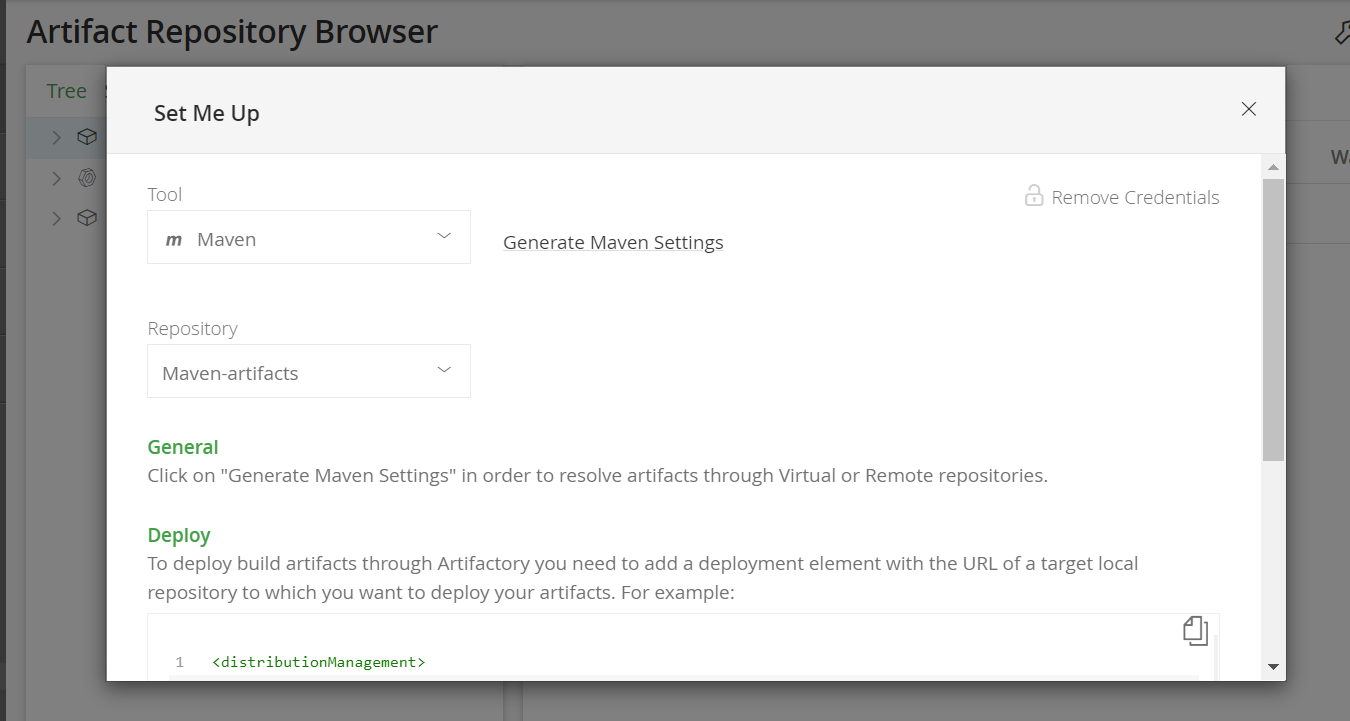 Artifact Repository Browser
Tree
Set Me Up
Tool
Remove Credentials
m Maven
Generate Maven Settings
Repository
Maven-artifacts
General
Click on "Generate Maven Settings" in order to resolve artifacts through Virtual or Remote repositories.
Deploy
To deploy build artifacts through Artifactory you need to add a deployment element with the URL of a target local
repository to which you want to deploy your artifacts. For example:
1 <distributionManagement>